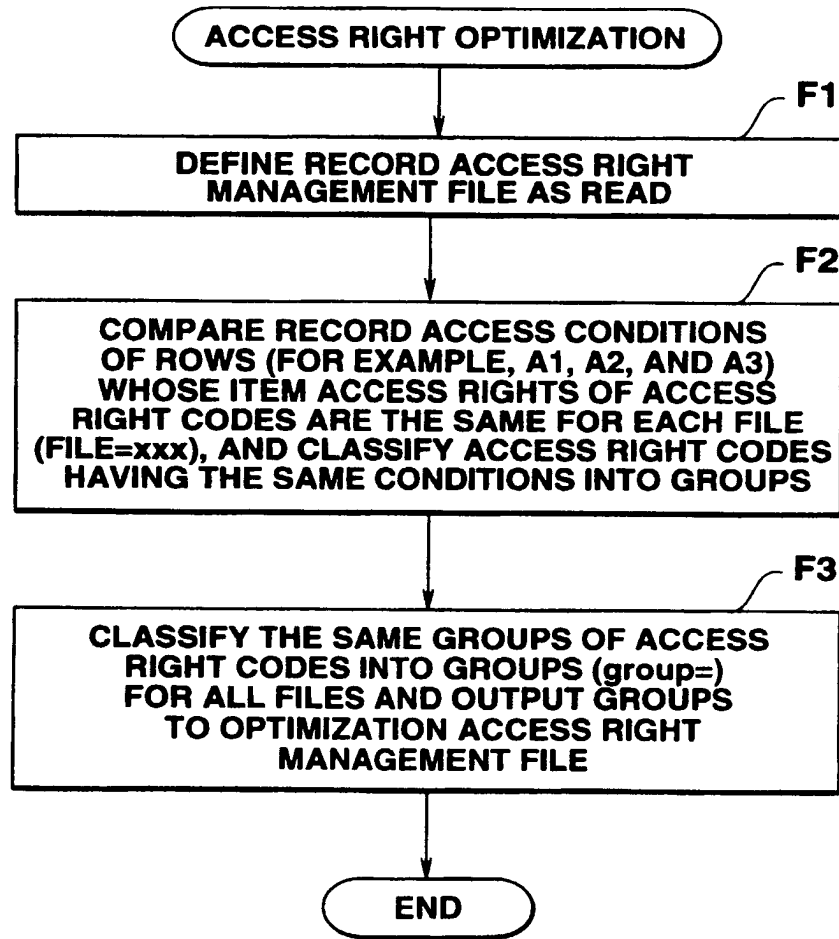 ACCESS RIGHT OPTIMIZATION
F1
DEFINE RECORD ACCESS RIGHT
MANAGEMENT FILE AS READ
F2
COMPARE RECORD ACCESS CONDITIONS
OF ROWS (FOR EXAMPLE, A1, A2, AND A3)
WHOSE ITEM ACCESS RIGHTS OF ACCESS
RIGHT CODES ARE THE SAME FOR EACH FILE
(FILE=xxx), AND CLASSIFY ACCESS RIGHT CODES
HAVING THE SAME CONDITIONS INTO GROUPS
F3
CLASSIFY THE SAME GROUPS OF ACCESS
RIGHT CODES INTO GROUPS (group=)
FOR ALL FILES AND OUTPUT GROUPS
TO OPTIMIZATION ACCESS RIGHT
MANAGEMENT FILE
END